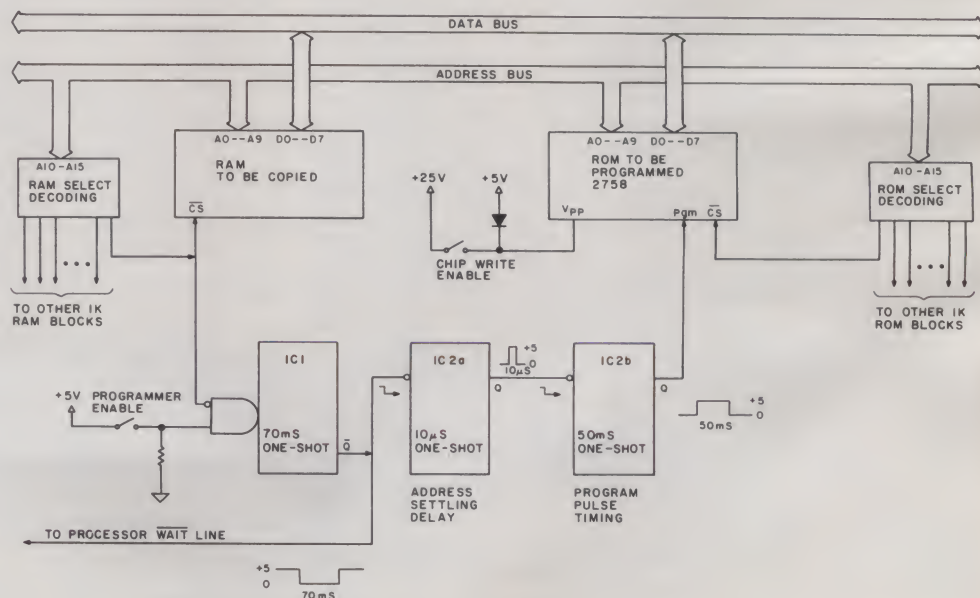 DATA BUS
ADDRESS BUS
A10-A15
RAM SELECT
DECODING
TO OTHER 1K
RAM BLOCKS
A0--A9 D0--D7
RAM
TO BE COPIED
CS
+25V
+5V
CHIP WRITE
ENABLE
A0--A9 D0--D7
ROM TO BE
PROGRAMMED
2758
VPP
Pgm CS
A10-A15
ROM SELECT
DECODING
TO OTHER 1K
ROM BLOCKS
+5V PROGRAMMER
ENABLE
IC1
70mS
ONE-SHOT
Q
IC2a
10µS
ONE-SHOT
ADDRESS
SETTLING
DELAY
+5
0
10µS
Q
IC2b
50mS
ONE-SHOT
PROGRAM
PULSE
TIMING
Q
+5
0
50mS
TO PROCESSOR WAIT LINE
+5
0
70mS